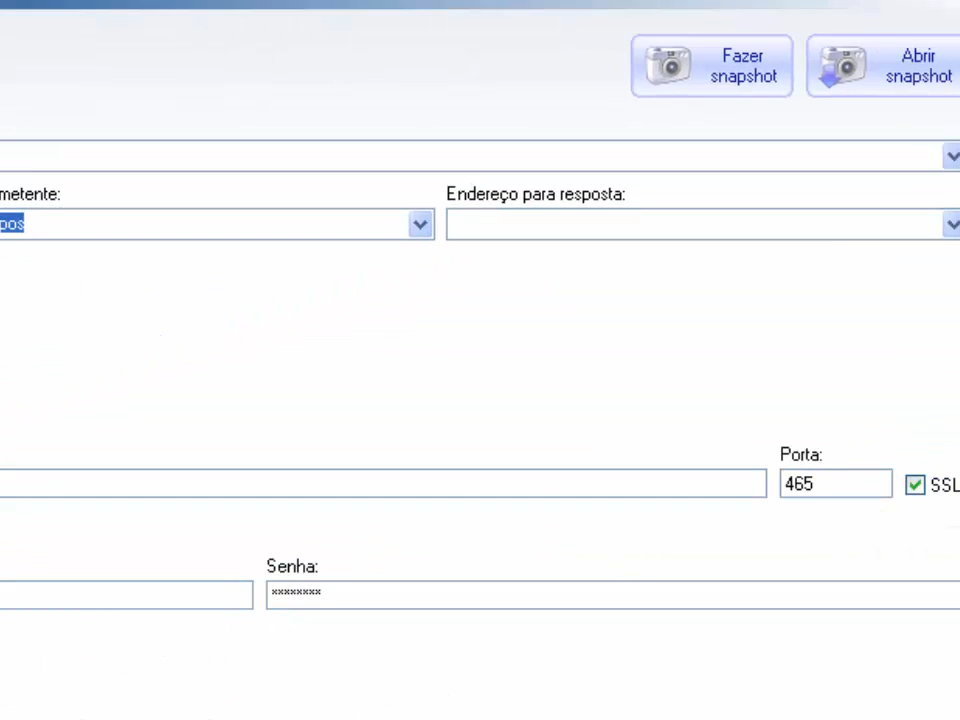 Fazer
snapshot
Abrir
snapshot
metente:
Endereço para resposta:
pos
Porta:
465
SSL
Senha:
********